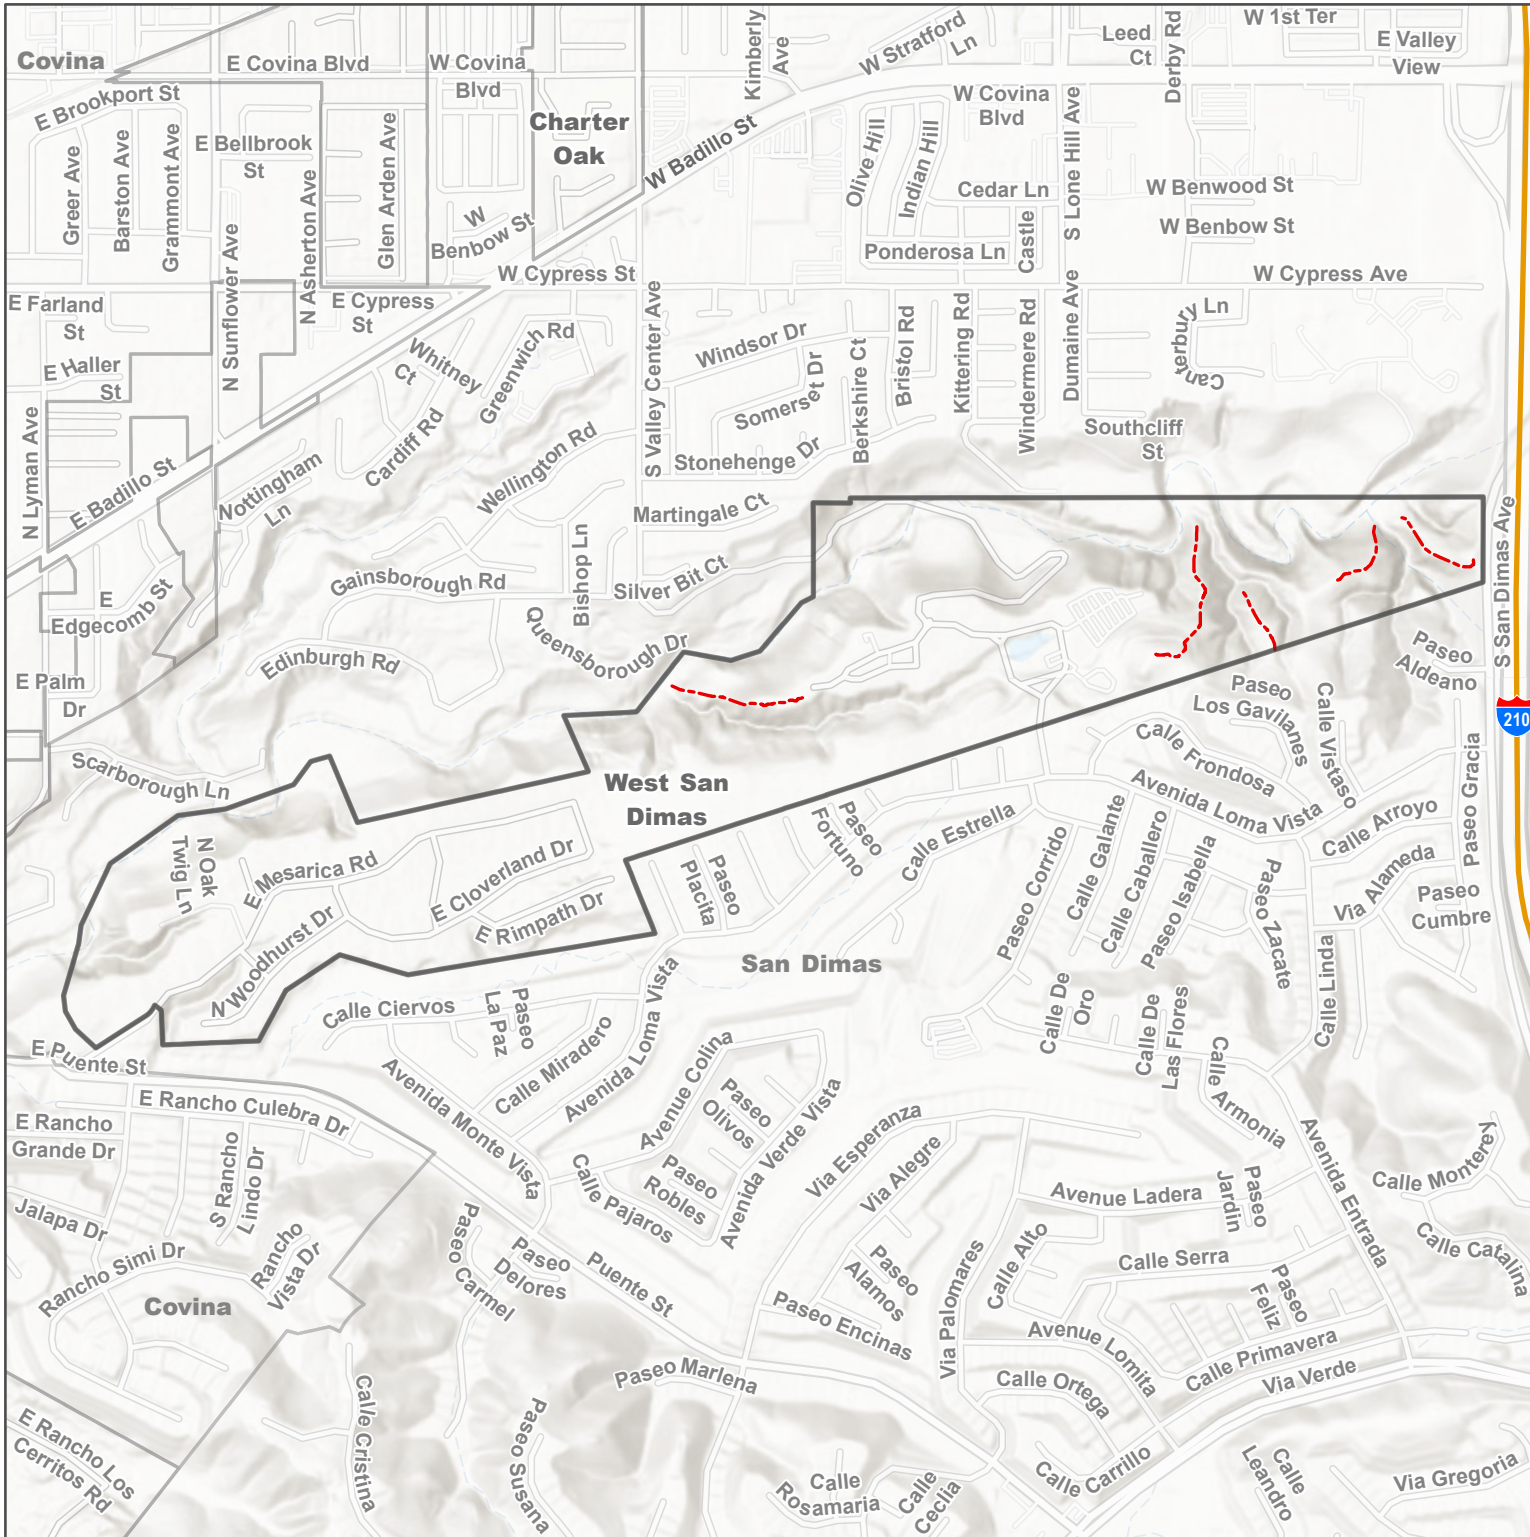 W 1st Ter
Leed
Ct
Derby Rd
E Valley
View
W Stratford
Ln
Kimberly
Ave
Covina
E Covina Blvd
W Covina
Blvd
E Brookport St
W Covina
Blvd
Charter
Oak
W Badillo St
Olive Hill
Indian Hill
S Lone Hill Ave
Greer Ave
Barston Ave
Grammont Ave
E Bellbrook
St
N Asherton Ave
Glen Arden Ave
Cedar Ln
W Benwood St
W
Benbow St
Castle
W Benbow St
Ponderosa Ln
N Sunflower Ave
W Cypress St
W Cypress Ave
E Farland
St
E Cypress
St
S Valley Center Ave
Windsor Dr
Berkshire Ct
Bristol Rd
Kittering Rd
Windermere Rd
Dumaine Ave
Canterbury Ln
Whitney
Ct
Greenwich Rd
E Haller
St
Somerset Dr
Cardiff Rd
Wellington Rd
Stonehenge Dr
Southcliff
St
N Lyman Ave
E Badillo St
Nottingham
Ln
Martingale Ct
S San Dimas Ave
Gainsborough Rd
Bishop Ln
Silver Bit Ct
E
Edgecomb St
Queensborough Dr
Edinburgh Rd
E Palm
Dr
Paseo
Aldeano
Paseo
Los Gavilanes
Calle Vistaso
210
Calle Frondosa
Paseo Gracia
Scarborough Ln
West San
Dimas
Avenida Loma Vista
Calle Arroyo
Paseo
Fortuno
Calle Estrella
N Oak
Twig Ln
E Mesarica Rd
E Cloverland Dr
Paseo
Placita
Paseo Corrido
Calle Galante
Calle Caballero
Paseo Isabella
Paseo Zacate
Via Alameda
Paseo
Cumbre
E Rimpath Dr
N Woodhurst Dr
San Dimas
Calle Linda
Calle Ciervos
Paseo
La Paz
Avenida Loma Vista
Calle De
Oro
Calle De
Las Flores
E Puente St
Calle Miradero
Avenue Colina
Calle
Armonia
Avenida Monte Vista
Paseo
Olivos
Avenida Verde Vista
E Rancho Culebra Dr
E Rancho
Grande Dr
S Rancho
Lindo Dr
Via Esperanza
Via Alegre
Avenida Entrada
Calle Monterey
Calle Pajaros
Paseo
Robles
Avenue Ladera
Paseo
Jardin
Jalapa Dr
Rancho
Vista Dr
Paseo Carmel
Paseo
Delores
Puente St
Calle Alto
Calle Serra
Calle Catalina
Rancho Simi Dr
Paseo
Alamos
Via Palomares
Paseo
Feliz
Covina
Paseo Encinas
Avenue Lomita
Calle Primavera
Via Verde
Paseo Marlena
Calle Ortega
E Rancho Los
Cerritos Rd
Calle Cristina
Paseo Susana
Calle
Rosamaria
Calle
Ceclia
Calle Carrillo
Calle
Leandro
Via Gregoria